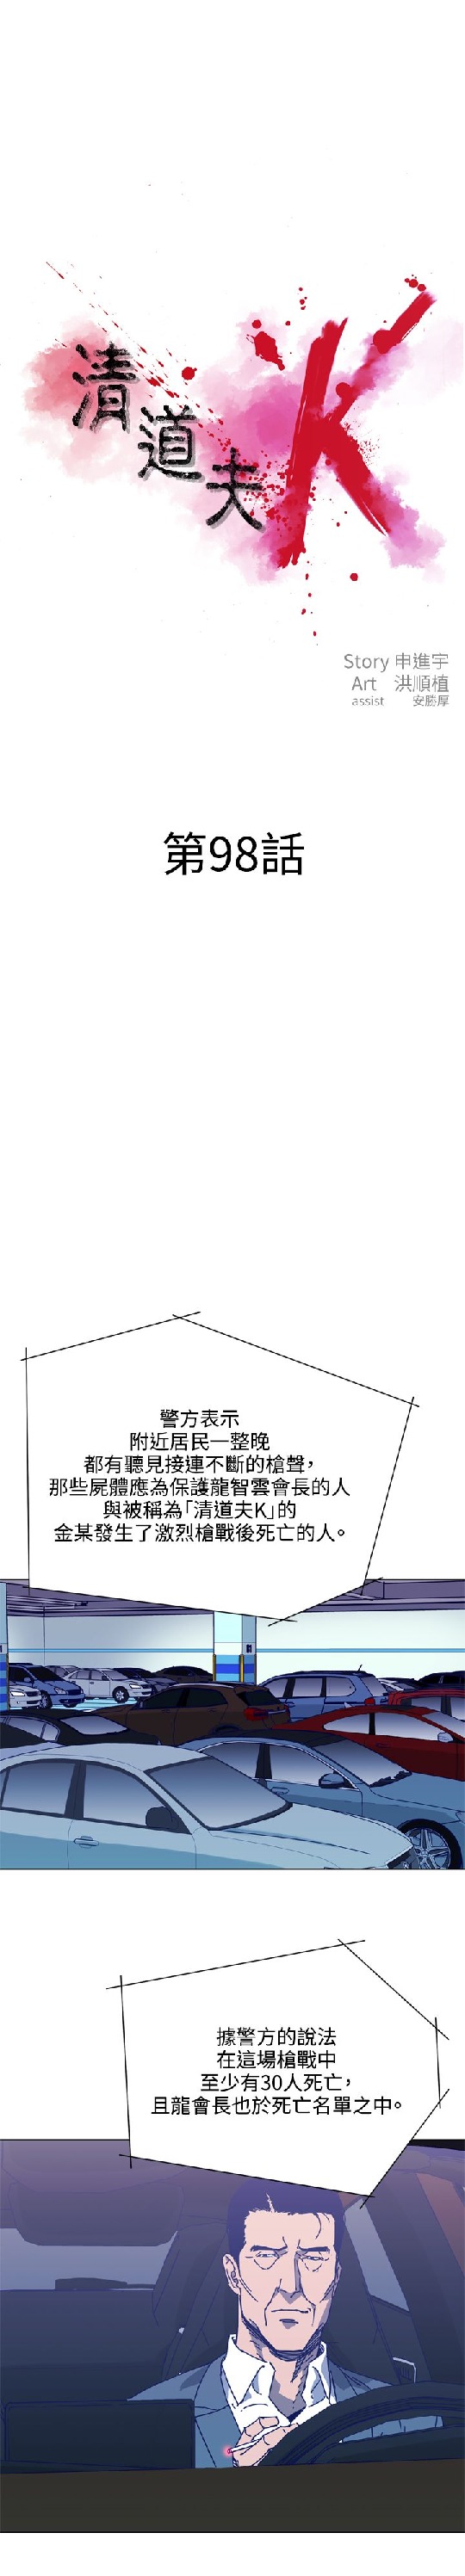 清道夫K
Story 申進宇
Art 洪順植
assist 安勝厚
第98話
警方表示
附近居民一整晚
都有聽見接連不斷的槍聲,
那些屍體應為保護龍智雲會長的人
與被稱為「清道夫K」的
金某發生了激烈槍戰後死亡的人。
據警方的說法
在這場槍戰中
至少有30人死亡,
且龍會長也於死亡名單之中。